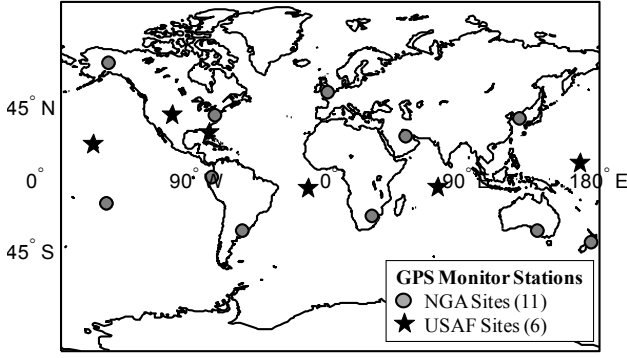 45° N
0°
90° W
0°
90° E
180° E
45° S
GPS Monitor Stations
NGA Sites (11)
USAF Sites (6)